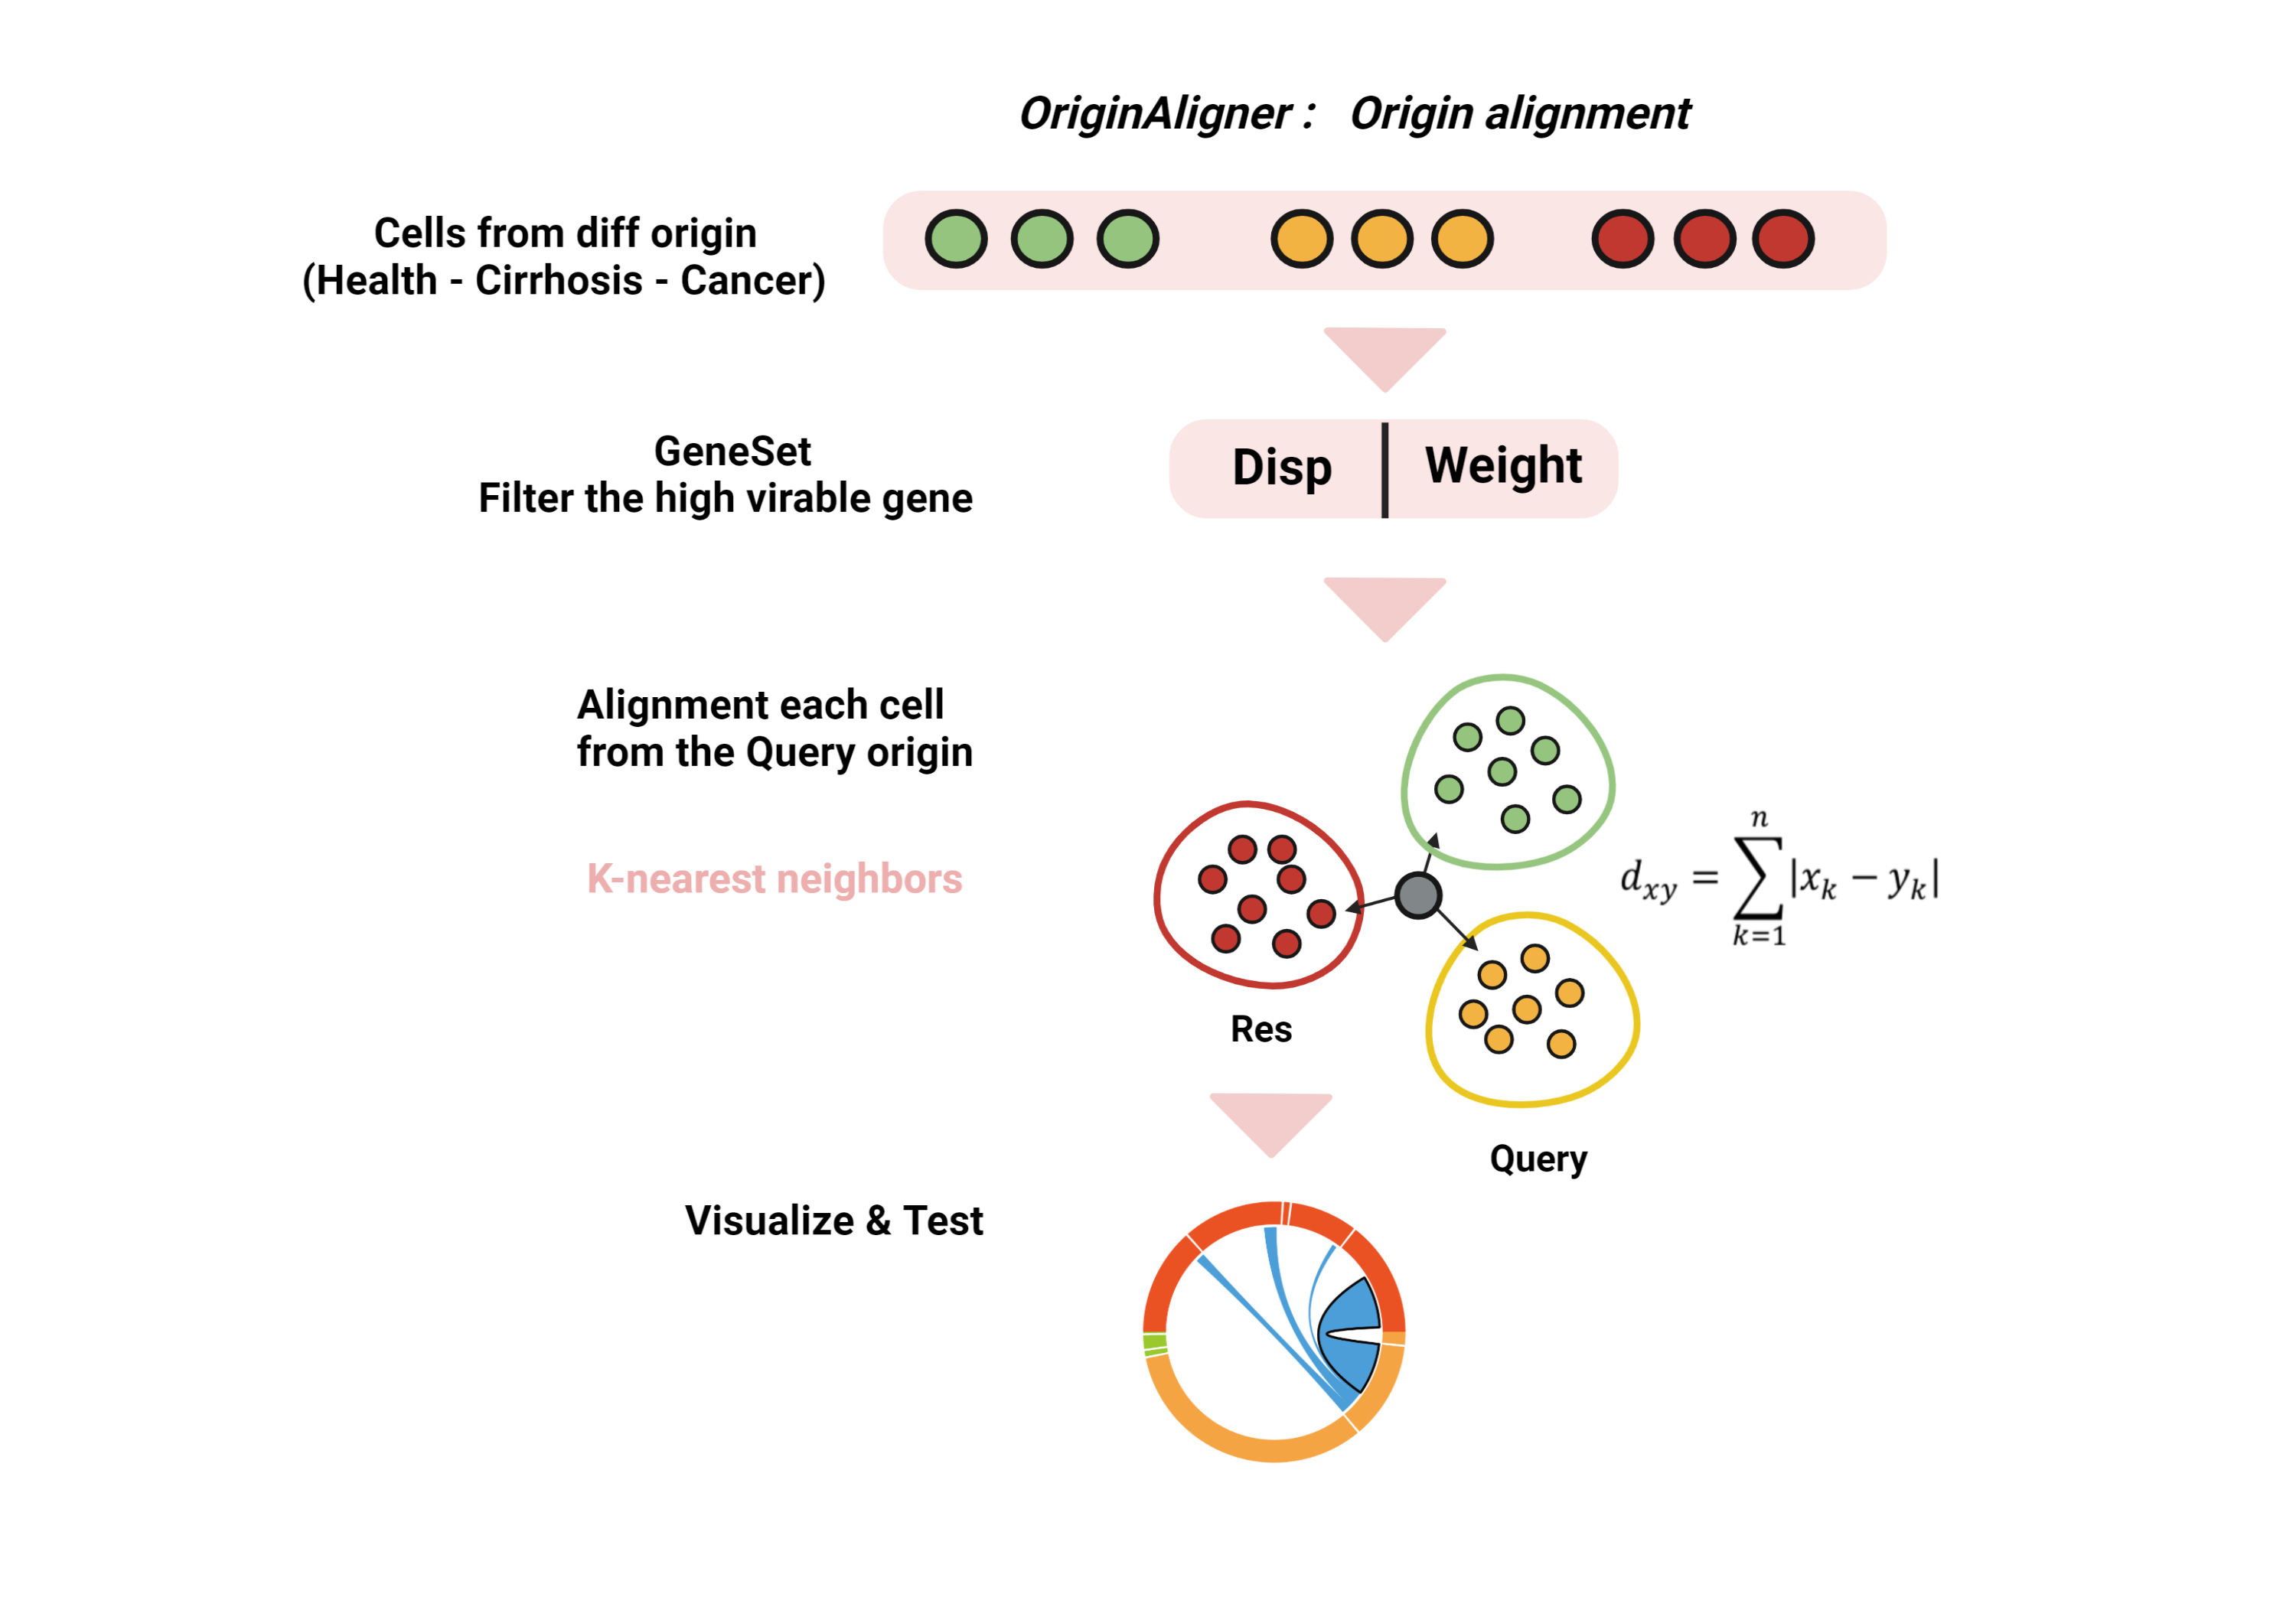 OriginAligner :   Origin alignment
Cells from diff origin
(Health - Cirrhosis - Cancer)
GeneSet
Filter the high virable gene
Disp | Weight
Alignment each cell
from the Query origin
K-nearest neighbors
d_{xy} = \sum_{k=1}^{n} |x_k - y_k|
Res
Query
Visualize & Test